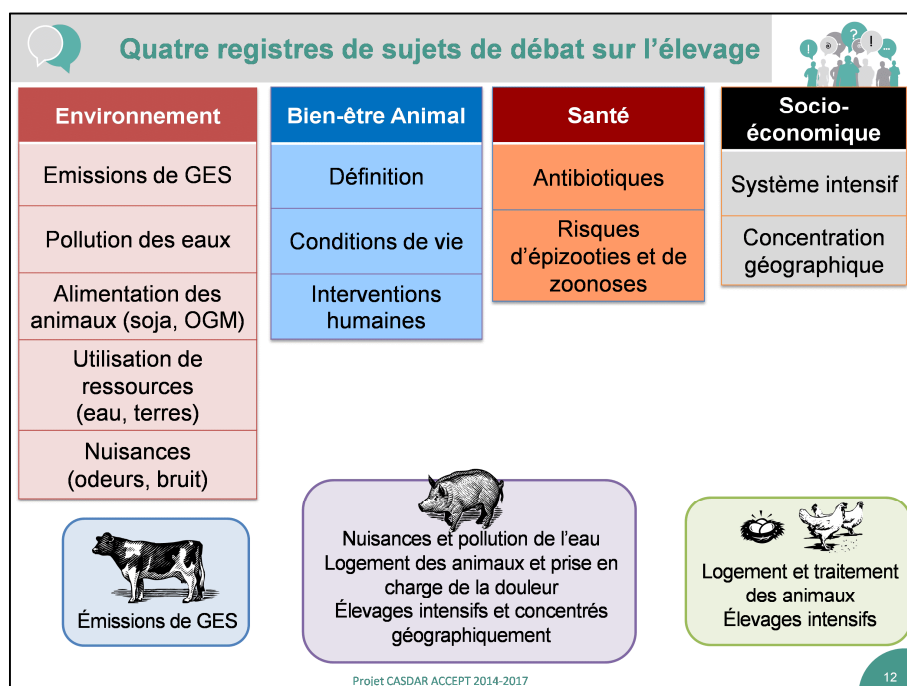 Quatre registres de sujets de débat sur l'élevage
Environnement
Emissions de GES
Pollution des eaux
Alimentation des
animaux (soja, OGM)
Utilisation de
ressources
(eau, terres)
Nuisances
(odeurs, bruit)
Bien-être Animal
Définition
Conditions de vie
Interventions
humaines
Santé
Antibiotiques
Risques
d'épizooties et de
zoonoses
Socio-
économique
Système intensif
Concentration
géographique
Émissions de GES
Nuisances et pollution de l'eau
Logement des animaux et prise en
charge de la douleur
Élevages intensifs et concentrés
géographiquement
Logement et traitement
des animaux
Élevages intensifs
Projet CASDAR ACCEPT 2014-2017
12